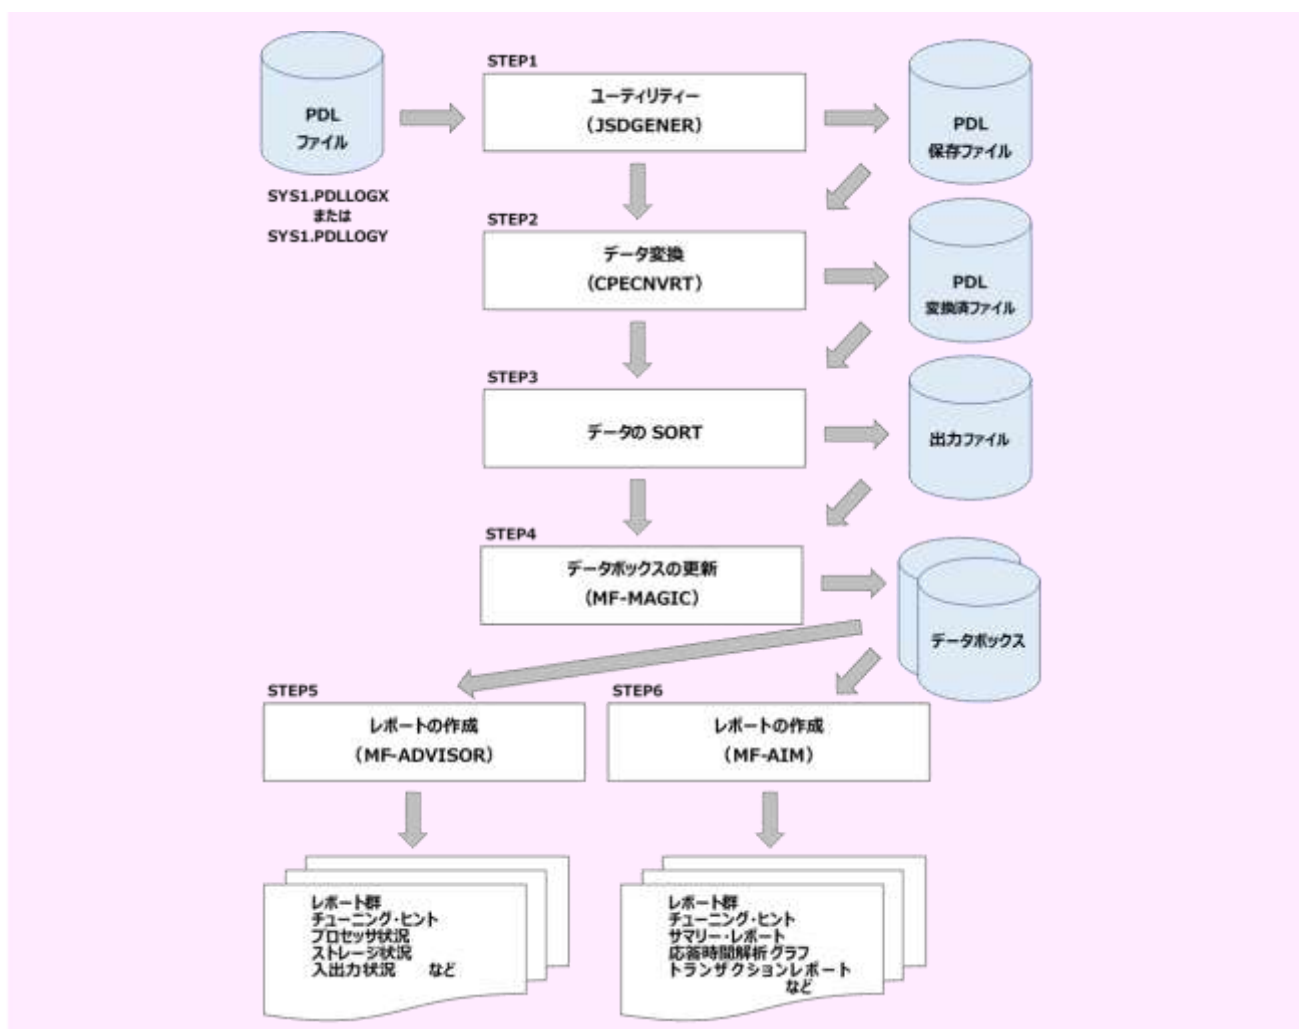 PDL
ファイル
SYS1.PDLLOGX
または
SYS1.PDLLOGY
STEP1
ユーティリティー
(JSDGENER)
PDL
保存ファイル
STEP2
データ変換
(CPECNVRT)
PDL
変換済ファイル
STEP3
データの SORT
出力ファイル
STEP4
データボックスの更新
(MF-MAGIC)
データボックス
STEP5
レポートの作成
(MF-ADVISOR)
STEP6
レポートの作成
(MF-AIM)
レポート群
チューニング・ヒント
プロセッサ状況
ストレージ状況
入出力状況 など
レポート群
チューニング・ヒント
サマリー・レポート
応答時間解析グラフ
トランザクションレポート
など